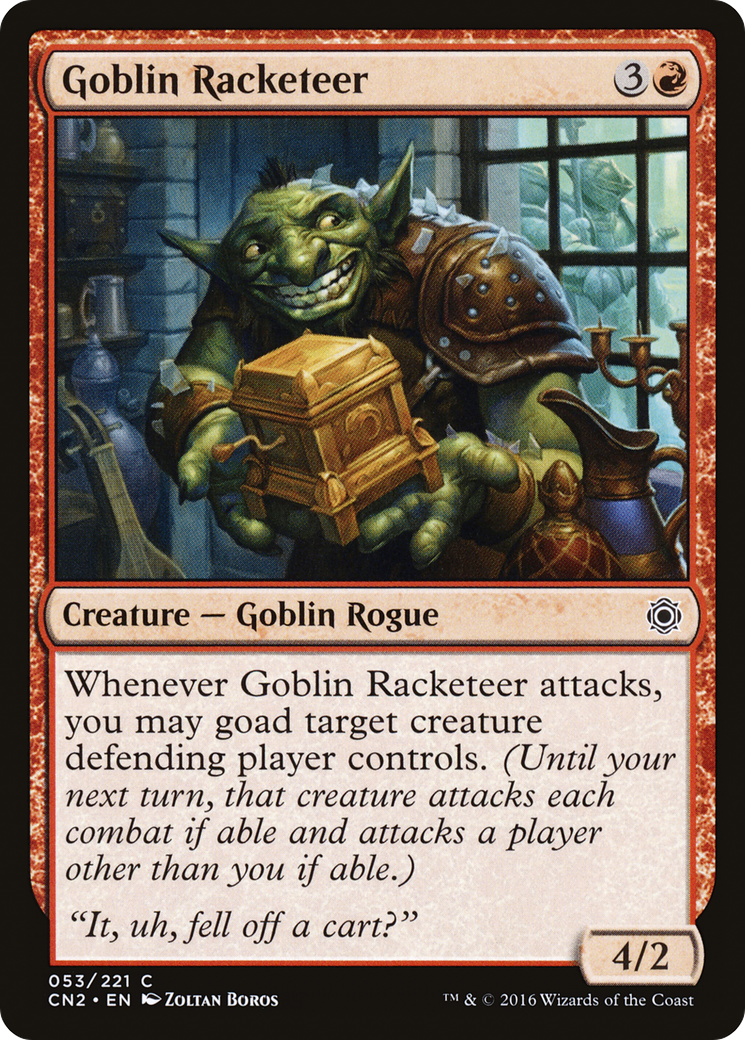 Goblin Racketeer 3
Creature — Goblin Rogue
Whenever Goblin Racketeer attacks,
you may goad target creature
defending player controls. (Until your
next turn, that creature attacks each
combat if able and attacks a player
other than you if able.)
“It, uh, fell off a cart?”
4/2
053/221 C
CN2 • EN Zoltan Boros
™ & © 2016 Wizards of the Coast